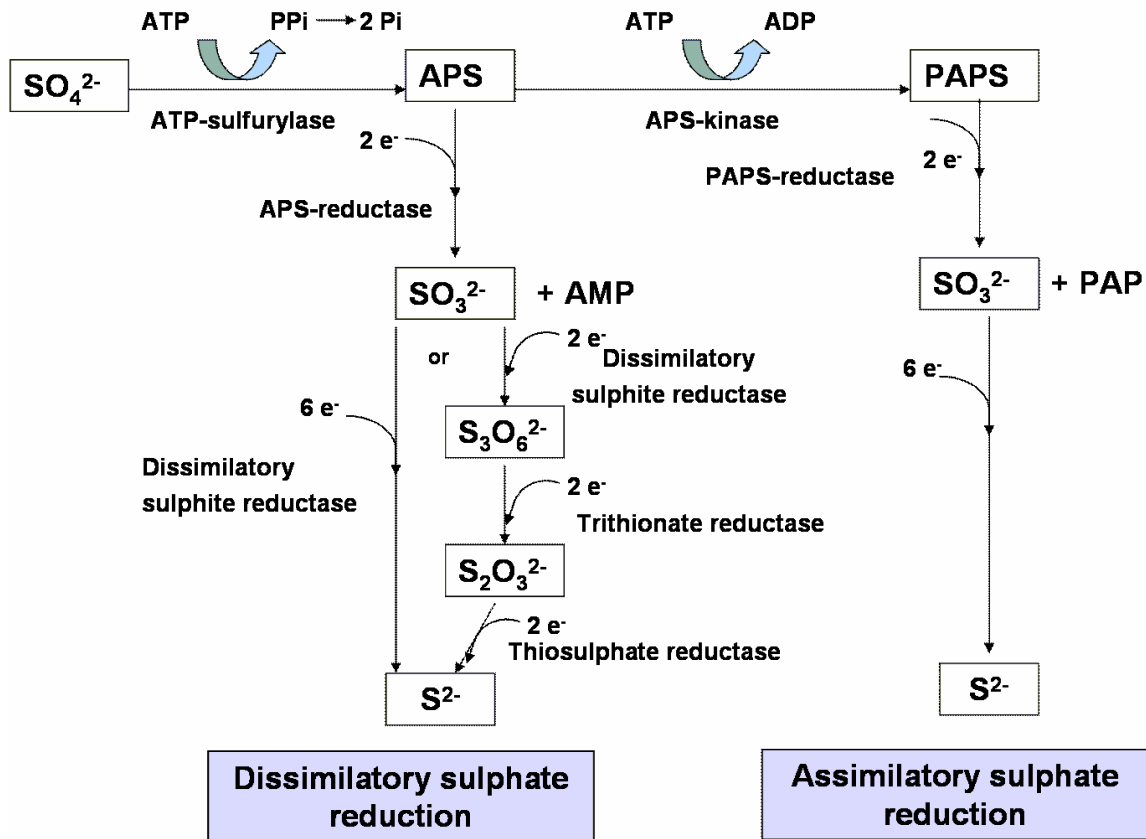 ATP PPi → 2 Pi ATP ADP
SO₄²⁻ APS PAPS
ATP-sulfurylase APS-kinase
2 e⁻ 2 e⁻
PAPS-reductase
APS-reductase
SO₃²⁻ + AMP SO₃²⁻ + PAP
or 2 e⁻
Dissimilatory
sulphite reductase
6 e⁻ 6 e⁻
S₃O₆²⁻
Dissimilatory
sulphite reductase
2 e⁻
Trithionate reductase
S₂O₃²⁻
2 e⁻
Thiosulphate reductase
S²⁻ S²⁻
Dissimilatory sulphate
reduction
Assimilatory sulphate
reduction